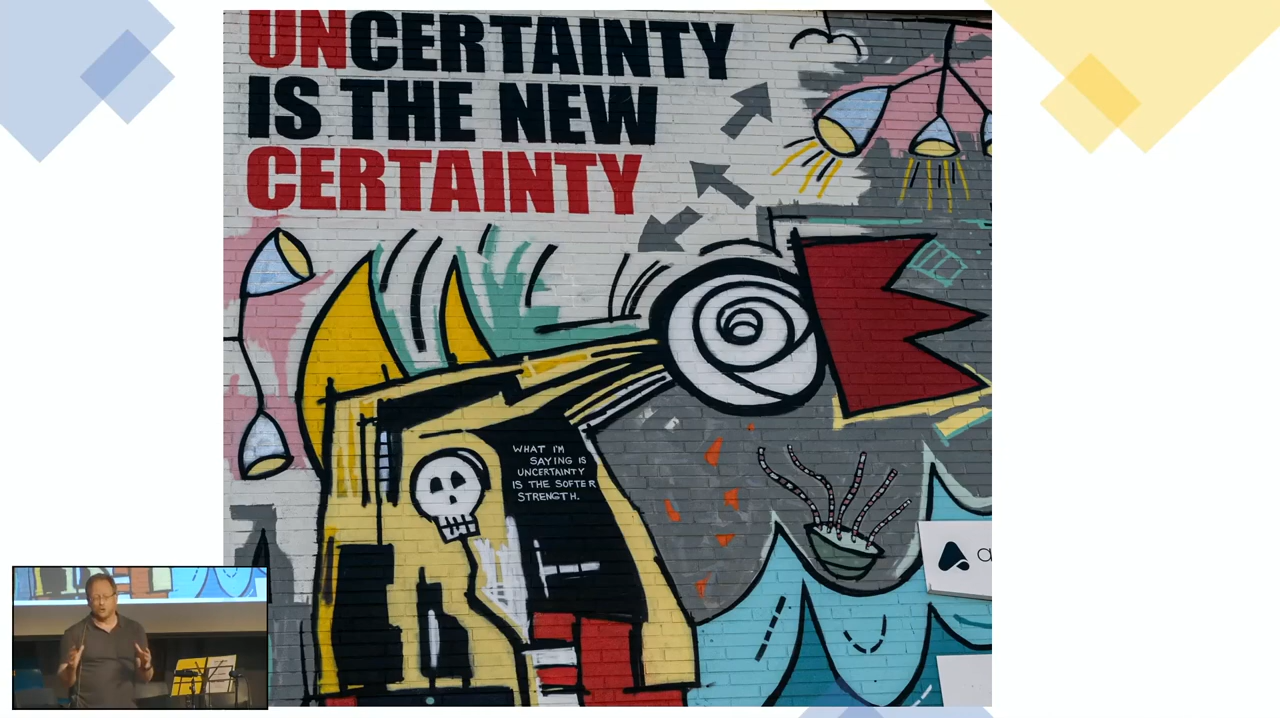 UNCERTAINTY
IS THE NEW
CERTAINTY
WHAT I'M
SAYING IS
UNCERTAINTY
IS THE SOFTER
STRENGTH.